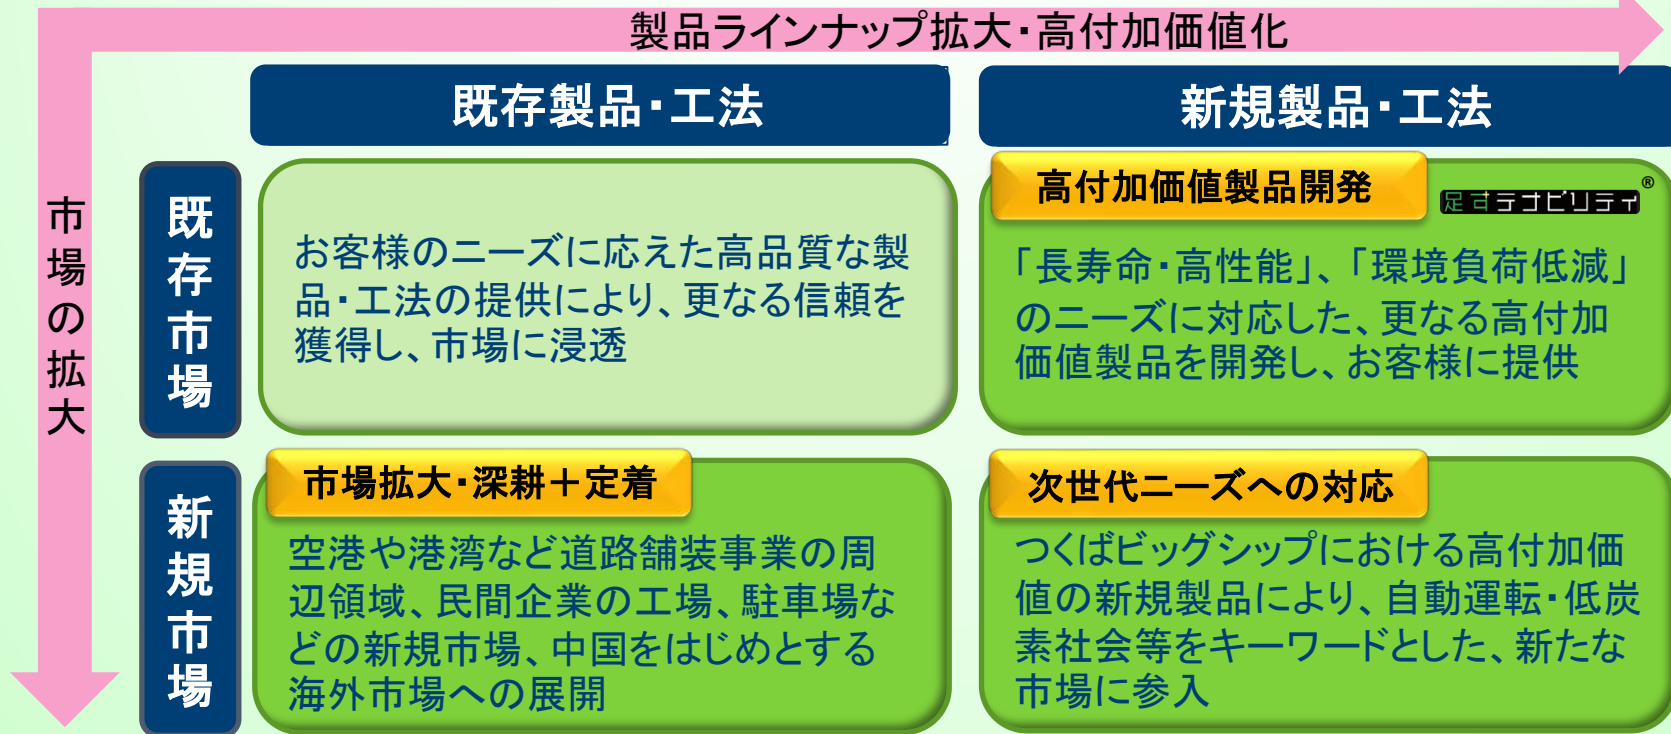 製品ラインナップ拡大・高付加価値化
既存製品・工法
新規製品・工法
市場の拡大
既存市場
お客様のニーズに応えた高品質な製
品・工法の提供により、更なる信頼を
獲得し、市場に浸透
高付加価値製品開発
足すテナビリティ®
「長寿命・高性能」、「環境負荷低減」
のニーズに対応した、更なる高付加
価値製品を開発し、お客様に提供
新規市場
市場拡大・深耕＋定着
空港や港湾など道路舗装事業の周
辺領域、民間企業の工場、駐車場な
どの新規市場、中国をはじめとする
海外市場への展開
次世代ニーズへの対応
つくばビッグシップにおける高付加価
値の新規製品により、自動運転・低炭
素社会等をキーワードとした、新たな
市場に参入